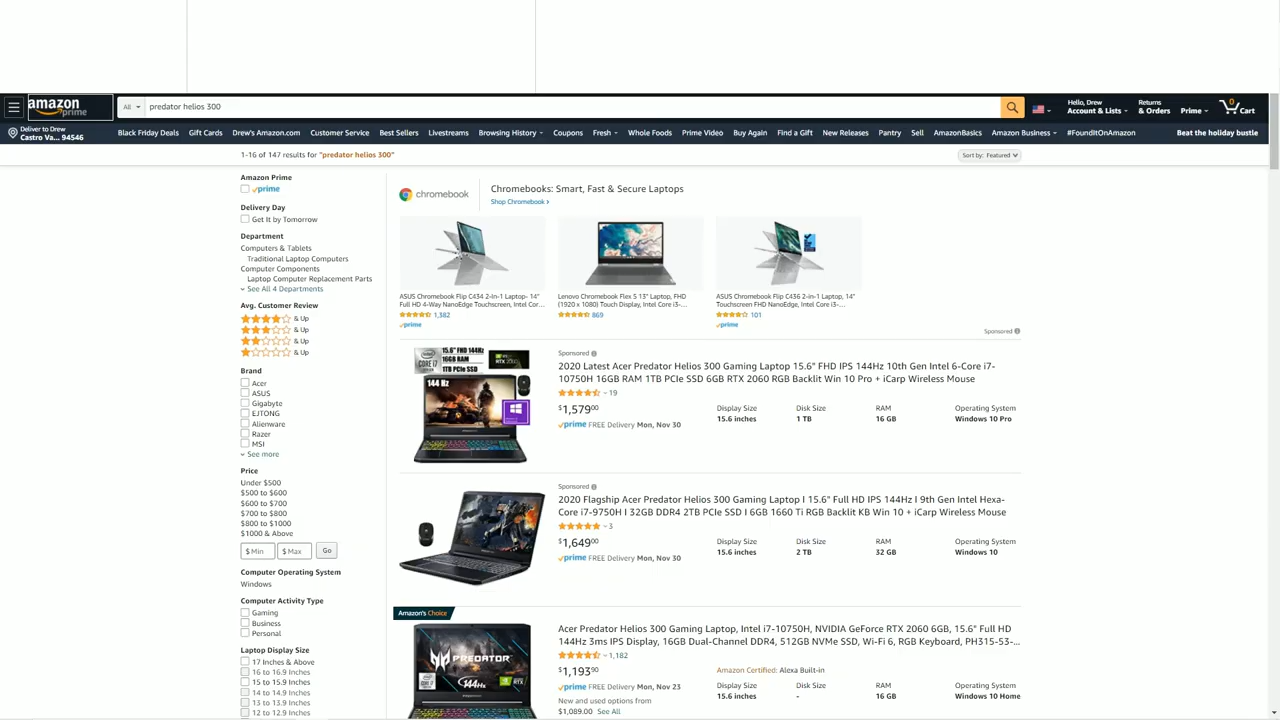 amazon prime
All
predator helios 300
Hello, Drew
Account & Lists
Returns
& Orders
Prime
0
Cart
Deliver to Drew
Castro Va... 94546
Black Friday Deals
Gift Cards
Drew's Amazon.com
Customer Service
Best Sellers
Livestreams
Browsing History
Coupons
Fresh
Whole Foods
Prime Video
Buy Again
Find a Gift
New Releases
Pantry
Sell
AmazonBasics
Amazon Business
#FoundItOnAmazon
Beat the holiday bustle
1-16 of 147 results for "predator helios 300"
Sort by: Featured
Amazon Prime
prime
Delivery Day
Get It by Tomorrow
Department
Computers & Tablets
Traditional Laptop Computers
Computer Components
Laptop Computer Replacement Parts
See All 4 Departments
Avg. Customer Review
& Up
& Up
& Up
& Up
Brand
Acer
ASUS
Gigabyte
EJTONG
Alienware
Razer
MSI
See more
Price
Under $500
$500 to $600
$600 to $700
$700 to $800
$800 to $1000
$1000 & Above
$ Min
$ Max
Go
Computer Operating System
Windows
Computer Activity Type
Gaming
Business
Personal
Laptop Display Size
17 Inches & Above
16 to 16.9 Inches
15 to 15.9 Inches
14 to 14.9 Inches
13 to 13.9 Inches
12 to 12.9 Inches
chromebook
Chromebooks: Smart, Fast & Secure Laptops
Shop Chromebook ›
ASUS Chromebook Flip C434 2-In-1 Laptop- 14"
Full HD 4-Way NanoEdge Touchscreen, Intel Cor...
1,382
prime
Lenovo Chromebook Flex 5 13" Laptop, FHD
(1920 x 1080) Touch Display, Intel Core i3-...
869
ASUS Chromebook Flip C436 2-in-1 Laptop, 14"
Touchscreen FHD NanoEdge, Intel Core i3-...
101
prime
Sponsored
15.6" FHD 144Hz
16GB RAM
1TB PCIe SSD
CORE i7
144 Hz
Sponsored
2020 Latest Acer Predator Helios 300 Gaming Laptop 15.6" FHD IPS 144Hz 10th Gen Intel 6-Core i7-
10750H 16GB RAM 1TB PCIe SSD 6GB RTX 2060 RGB Backlit Win 10 Pro + iCarp Wireless Mouse
19
$1,579 00
prime FREE Delivery Mon, Nov 30
Display Size
15.6 inches
Disk Size
1 TB
RAM
16 GB
Operating System
Windows 10 Pro
Sponsored
2020 Flagship Acer Predator Helios 300 Gaming Laptop I 15.6" Full HD IPS 144Hz I 9th Gen Intel Hexa-
Core i7-9750H I 32GB DDR4 2TB PCIe SSD I 6GB 1660 Ti RGB Backlit KB Win 10 + iCarp Wireless Mouse
3
$1,649 00
prime FREE Delivery Mon, Nov 30
Display Size
15.6 inches
Disk Size
2 TB
RAM
32 GB
Operating System
Windows 10
Amazon's Choice
PREDATOR
144Hz
RTX
Acer Predator Helios 300 Gaming Laptop, Intel i7-10750H, NVIDIA GeForce RTX 2060 6GB, 15.6" Full HD
144Hz 3ms IPS Display, 16GB Dual-Channel DDR4, 512GB NVMe SSD, Wi-Fi 6, RGB Keyboard, PH315-53-...
1,182
$1,193 90
prime FREE Delivery Mon, Nov 23
New and used options from
$1,089.00 See All
Amazon Certified: Alexa Built-in
Display Size
15.6 inches
Disk Size
-
RAM
16 GB
Operating System
Windows 10 Home